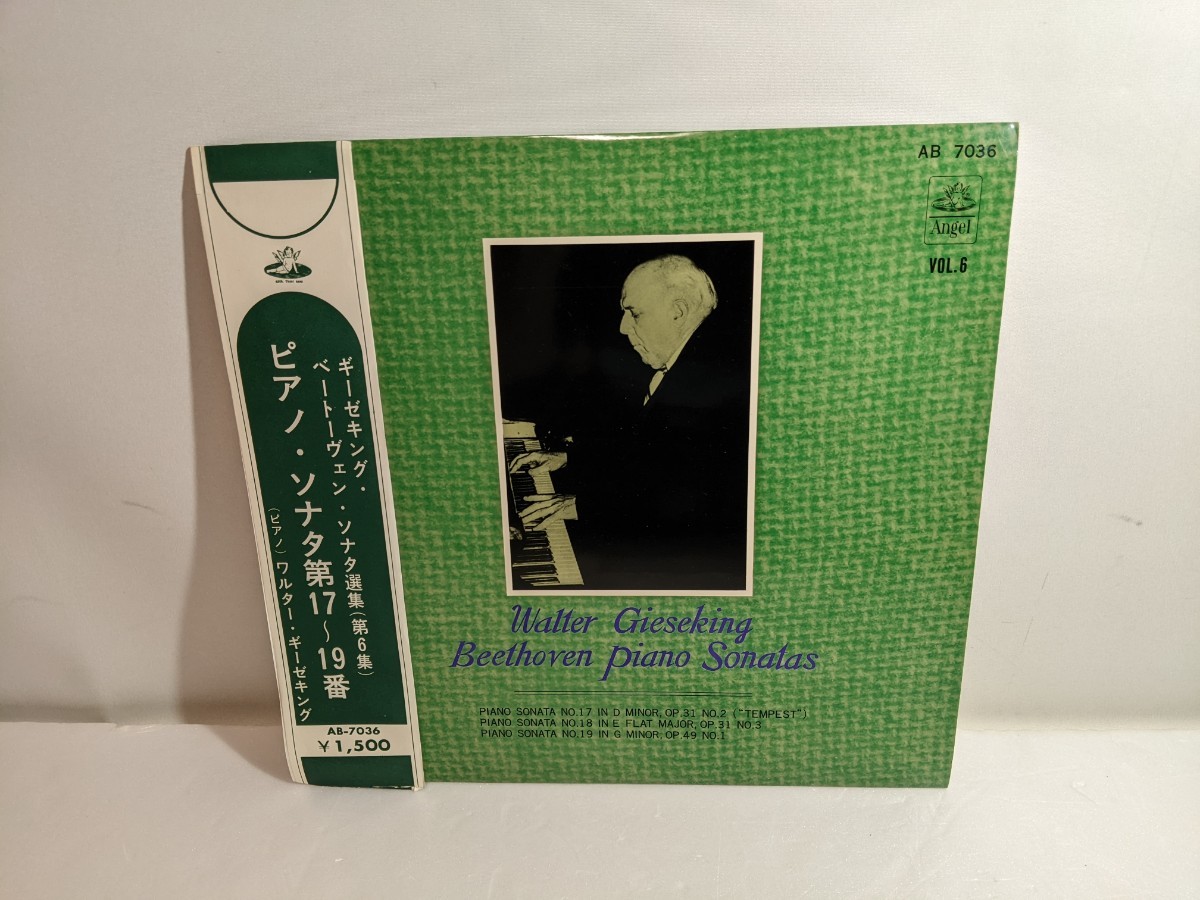 ギーゼキング・
ベートーヴェン・ソナタ選集(第6集)
ピアノ・ソナタ第17〜19番
(ピアノ)ワルター・ギーゼキング
AB-7036
¥1,500
AB 7036
Angel
VOL.6
Walter Gieseking
Beethoven Piano Sonatas
PIANO SONATA NO.17 IN D MINOR, OP.31 NO.2 ("TEMPEST")
PIANO SONATA NO.18 IN E FLAT MAJOR, OP.31 NO.3
PIANO SONATA NO.19 IN G MINOR, OP.49 NO.1